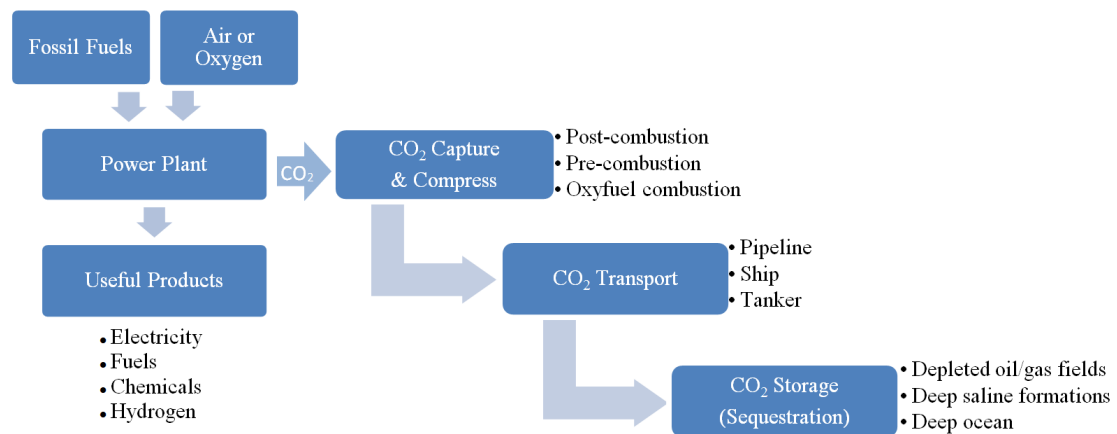 Fossil Fuels
Air or
Oxygen
Power Plant
CO₂
CO₂ Capture
& Compress
• Post-combustion
• Pre-combustion
• Oxyfuel combustion
Useful Products
• Electricity
• Fuels
• Chemicals
• Hydrogen
CO₂ Transport
• Pipeline
• Ship
• Tanker
CO₂ Storage
(Sequestration)
• Depleted oil/gas fields
• Deep saline formations
• Deep ocean